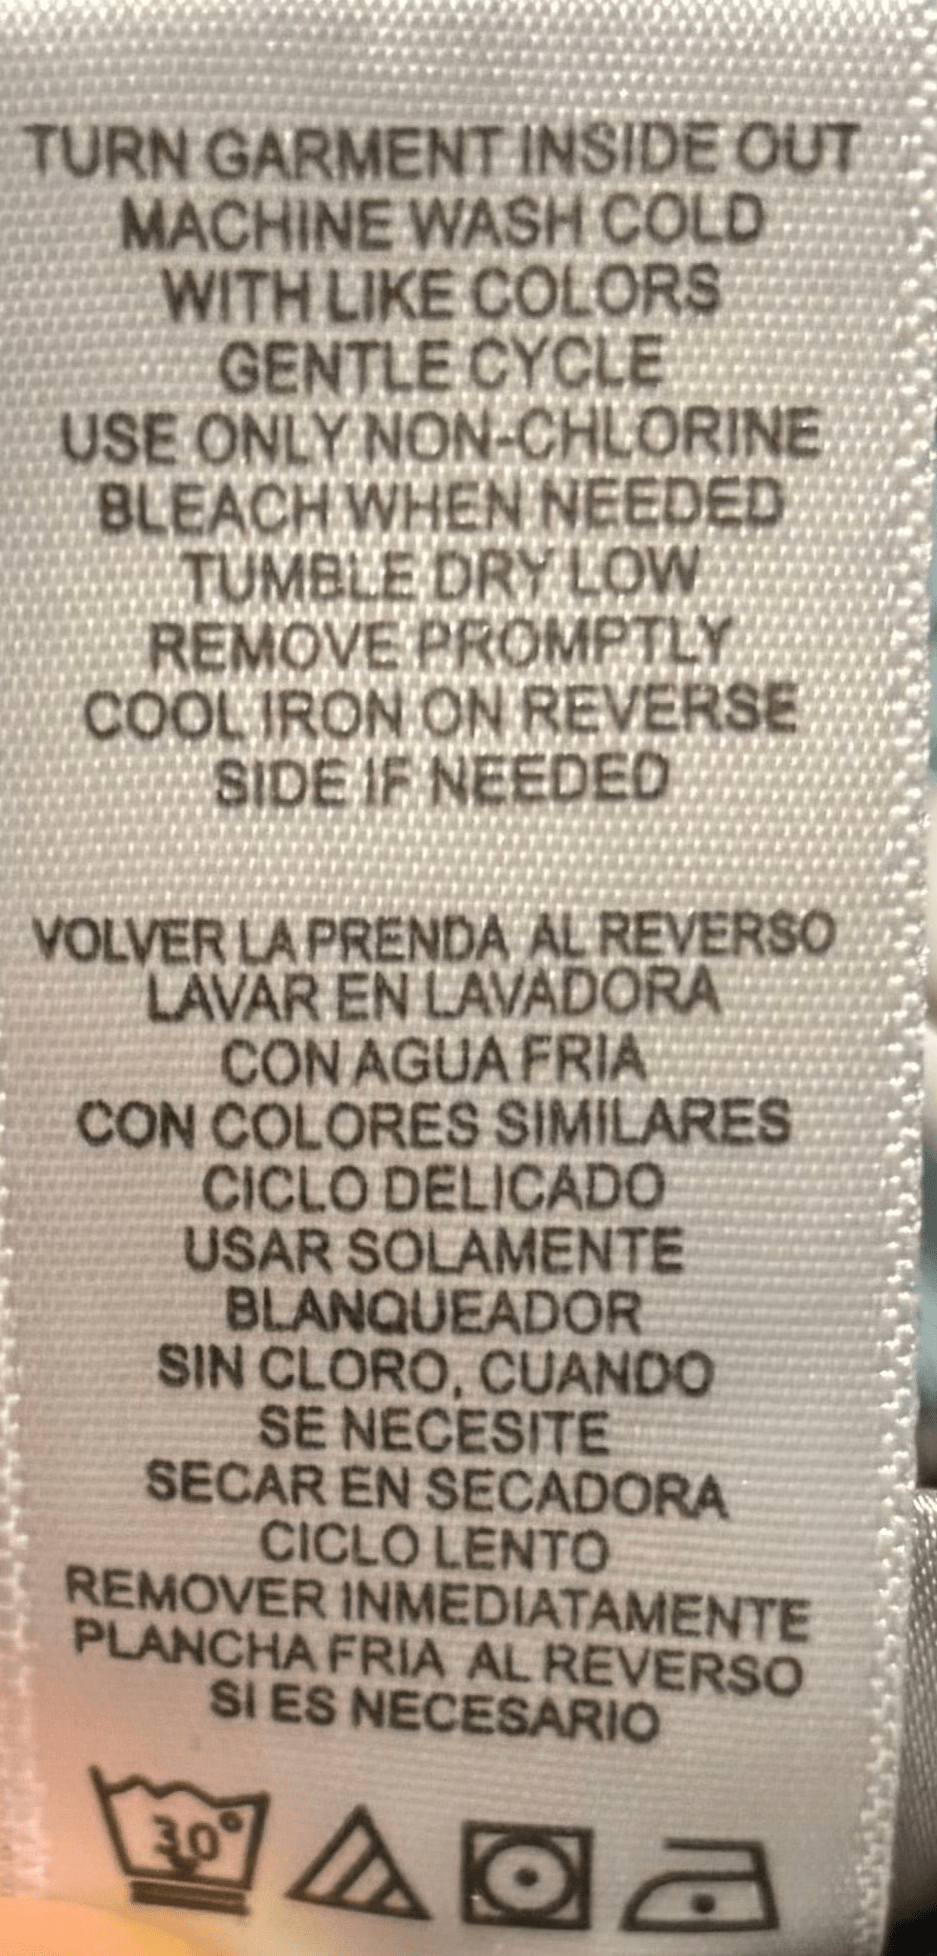 TURN GARMENT INSIDE OUT
MACHINE WASH COLD
WITH LIKE COLORS
GENTLE CYCLE
USE ONLY NON-CHLORINE
BLEACH WHEN NEEDED
TUMBLE DRY LOW
REMOVE PROMPTLY
COOL IRON ON REVERSE
SIDE IF NEEDED
VOLVER LA PRENDA AL REVERSO
LAVAR EN LAVADORA
CON AGUA FRIA
CON COLORES SIMILARES
CICLO DELICADO
USAR SOLAMENTE
BLANQUEADOR
SIN CLORO, CUANDO
SE NECESITE
SECAR EN SECADORA
CICLO LENTO
REMOVER INMEDIATAMENTE
PLANCHA FRIA AL REVERSO
SI ES NECESARIO
30°